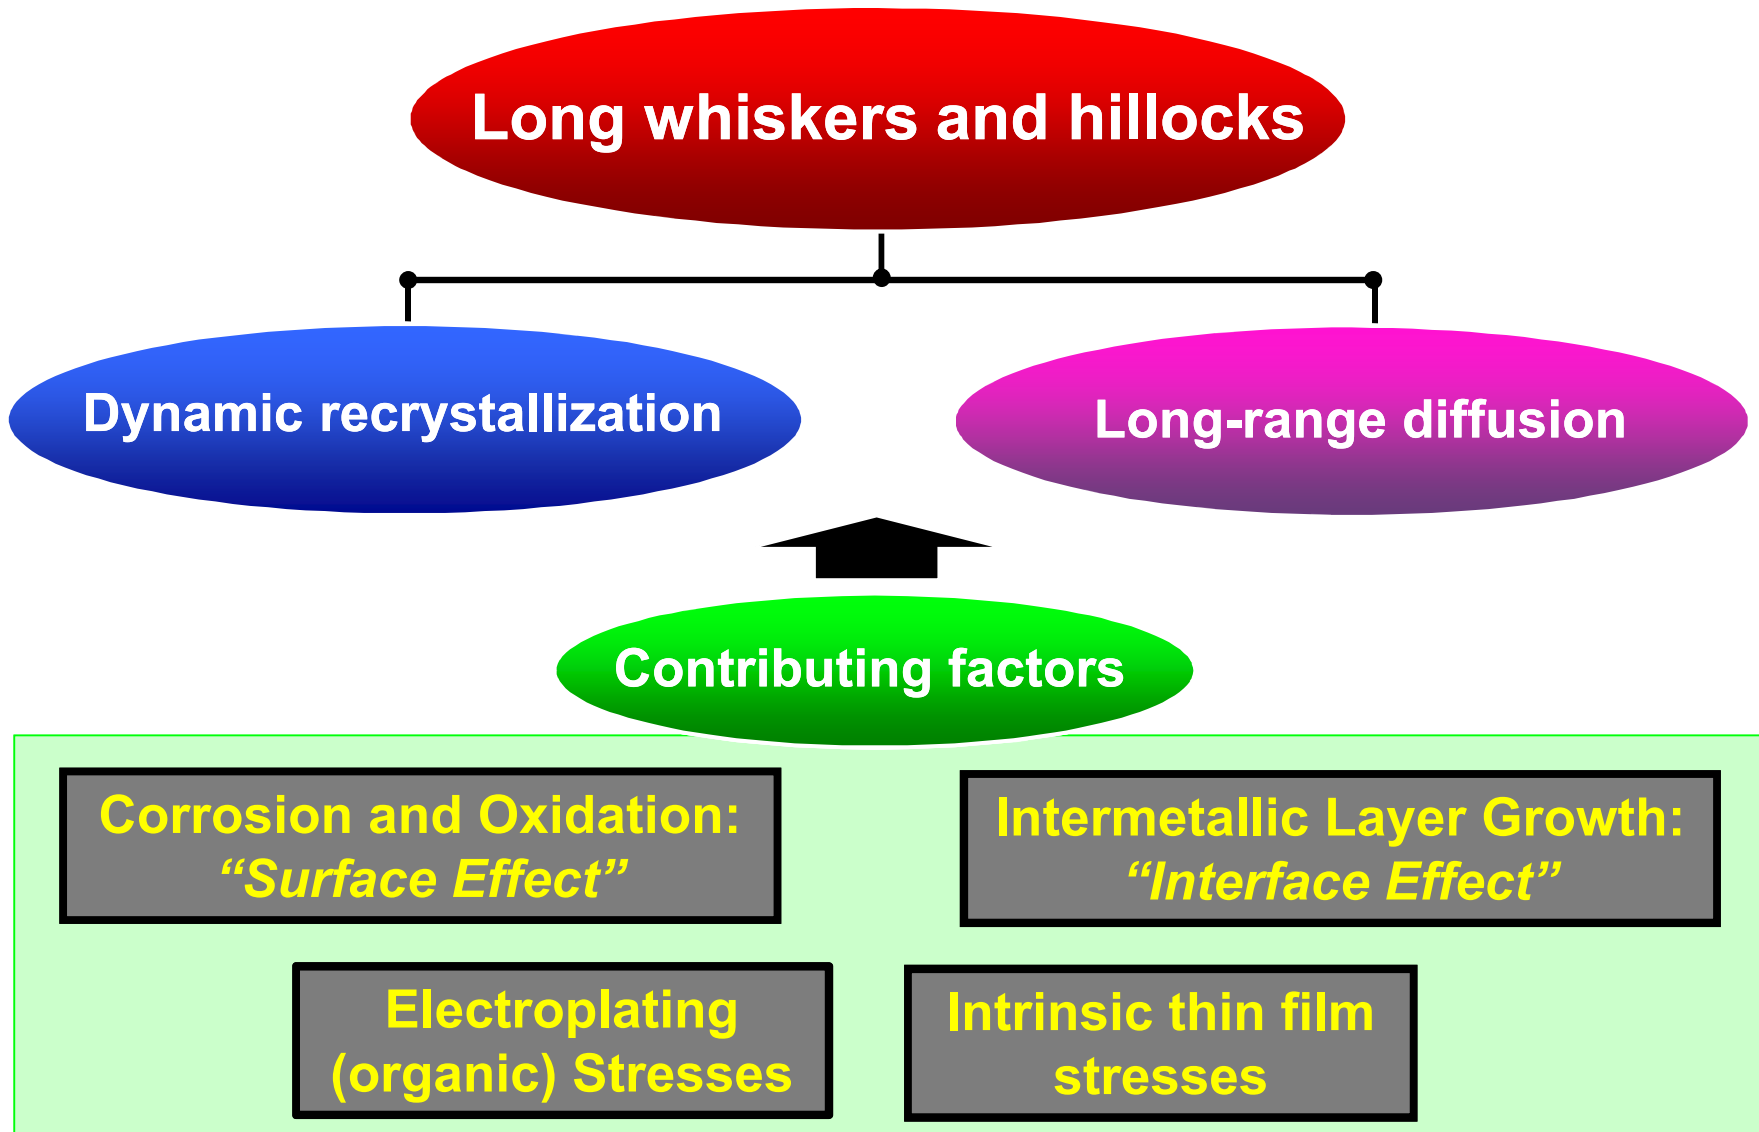 Long whiskers and hillocks
Dynamic recrystallization
Long-range diffusion
Contributing factors
Corrosion and Oxidation:
“Surface Effect”
Intermetallic Layer Growth:
“Interface Effect”
Electroplating
(organic) Stresses
Intrinsic thin film
stresses